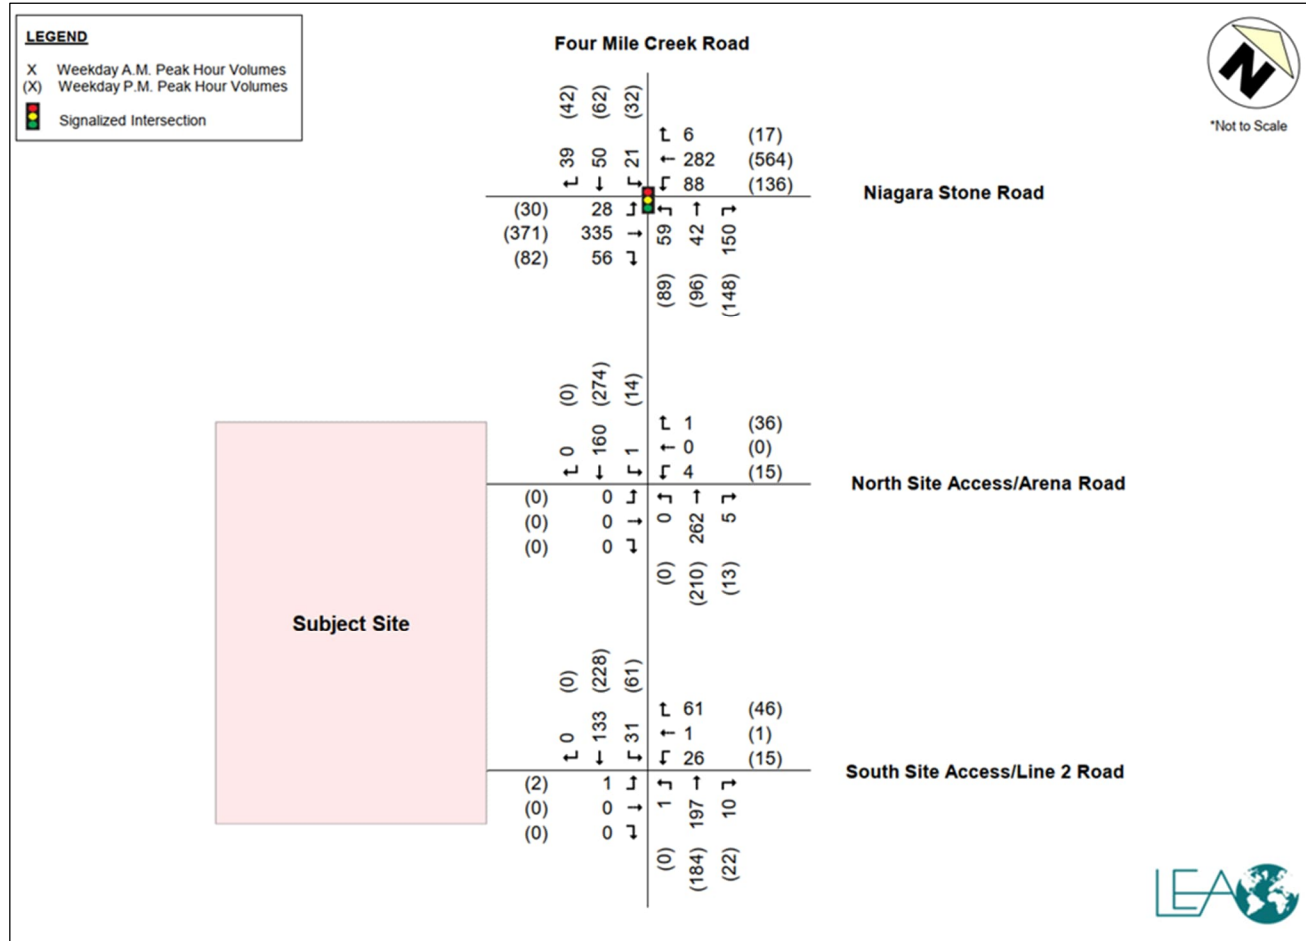 LEGEND
X Weekday A.M. Peak Hour Volumes
(X) Weekday P.M. Peak Hour Volumes
Signalized Intersection
Four Mile Creek Road
N
*Not to Scale
(42) (62) (32)
39 50 21
6 (17)
282 (564)
88 (136)
Niagara Stone Road
(30) 28
(371) 335
(82) 56
59 42 150
(89) (96) (148)
(0) (274) (14)
0 160 1
1 (36)
0 (0)
4 (15)
North Site Access/Arena Road
(0) 0
(0) 0
(0) 0
0 262 5
(0) (210) (13)
Subject Site
(0) (228) (61)
0 133 31
61 (46)
1 (1)
26 (15)
South Site Access/Line 2 Road
(2) 1
(0) 0
(0) 0
1 197 10
(0) (184) (22)
LEA